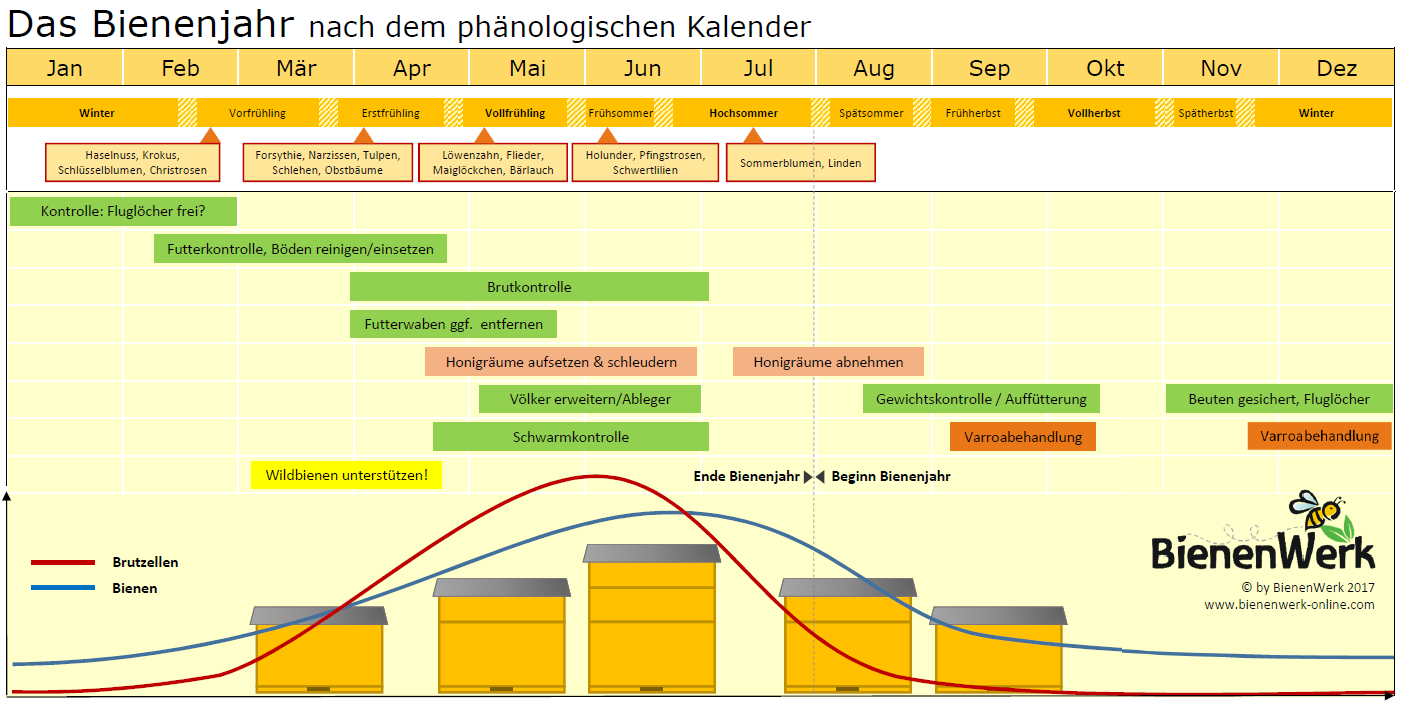 Das Bienenjahr nach dem phänologischen Kalender
Jan Feb Mär Apr Mai Jun Jul Aug Sep Okt Nov Dez
Winter Vorfrühling Erstfrühling Vollfrühling Frühsommer Hochsommer Spätsommer Frühherbst Vollherbst Spätherbst Winter
Haselnuss, Krokus,
Schlüsselblumen, Christrosen
Forsythie, Narzissen, Tulpen,
Schlehen, Obstbäume
Löwenzahn, Flieder,
Maiglöckchen, Bärlauch
Holunder, Pfingstrosen,
Schwertlilien
Sommerblumen, Linden
Kontrolle: Fluglöcher frei?
Futterkontrolle, Böden reinigen/einsetzen
Brutkontrolle
Futterwaben ggf. entfernen
Honigräume aufsetzen & schleudern
Honigräume abnehmen
Völker erweitern/Ableger
Gewichtskontrolle / Auffütterung
Beuten gesichert, Fluglöcher
Schwarmkontrolle
Varroabehandlung
Varroabehandlung
Wildbienen unterstützen!
Ende Bienenjahr
Beginn Bienenjahr
Brutzellen
Bienen
BienenWerk
© by BienenWerk 2017
www.bienenwerk-online.com